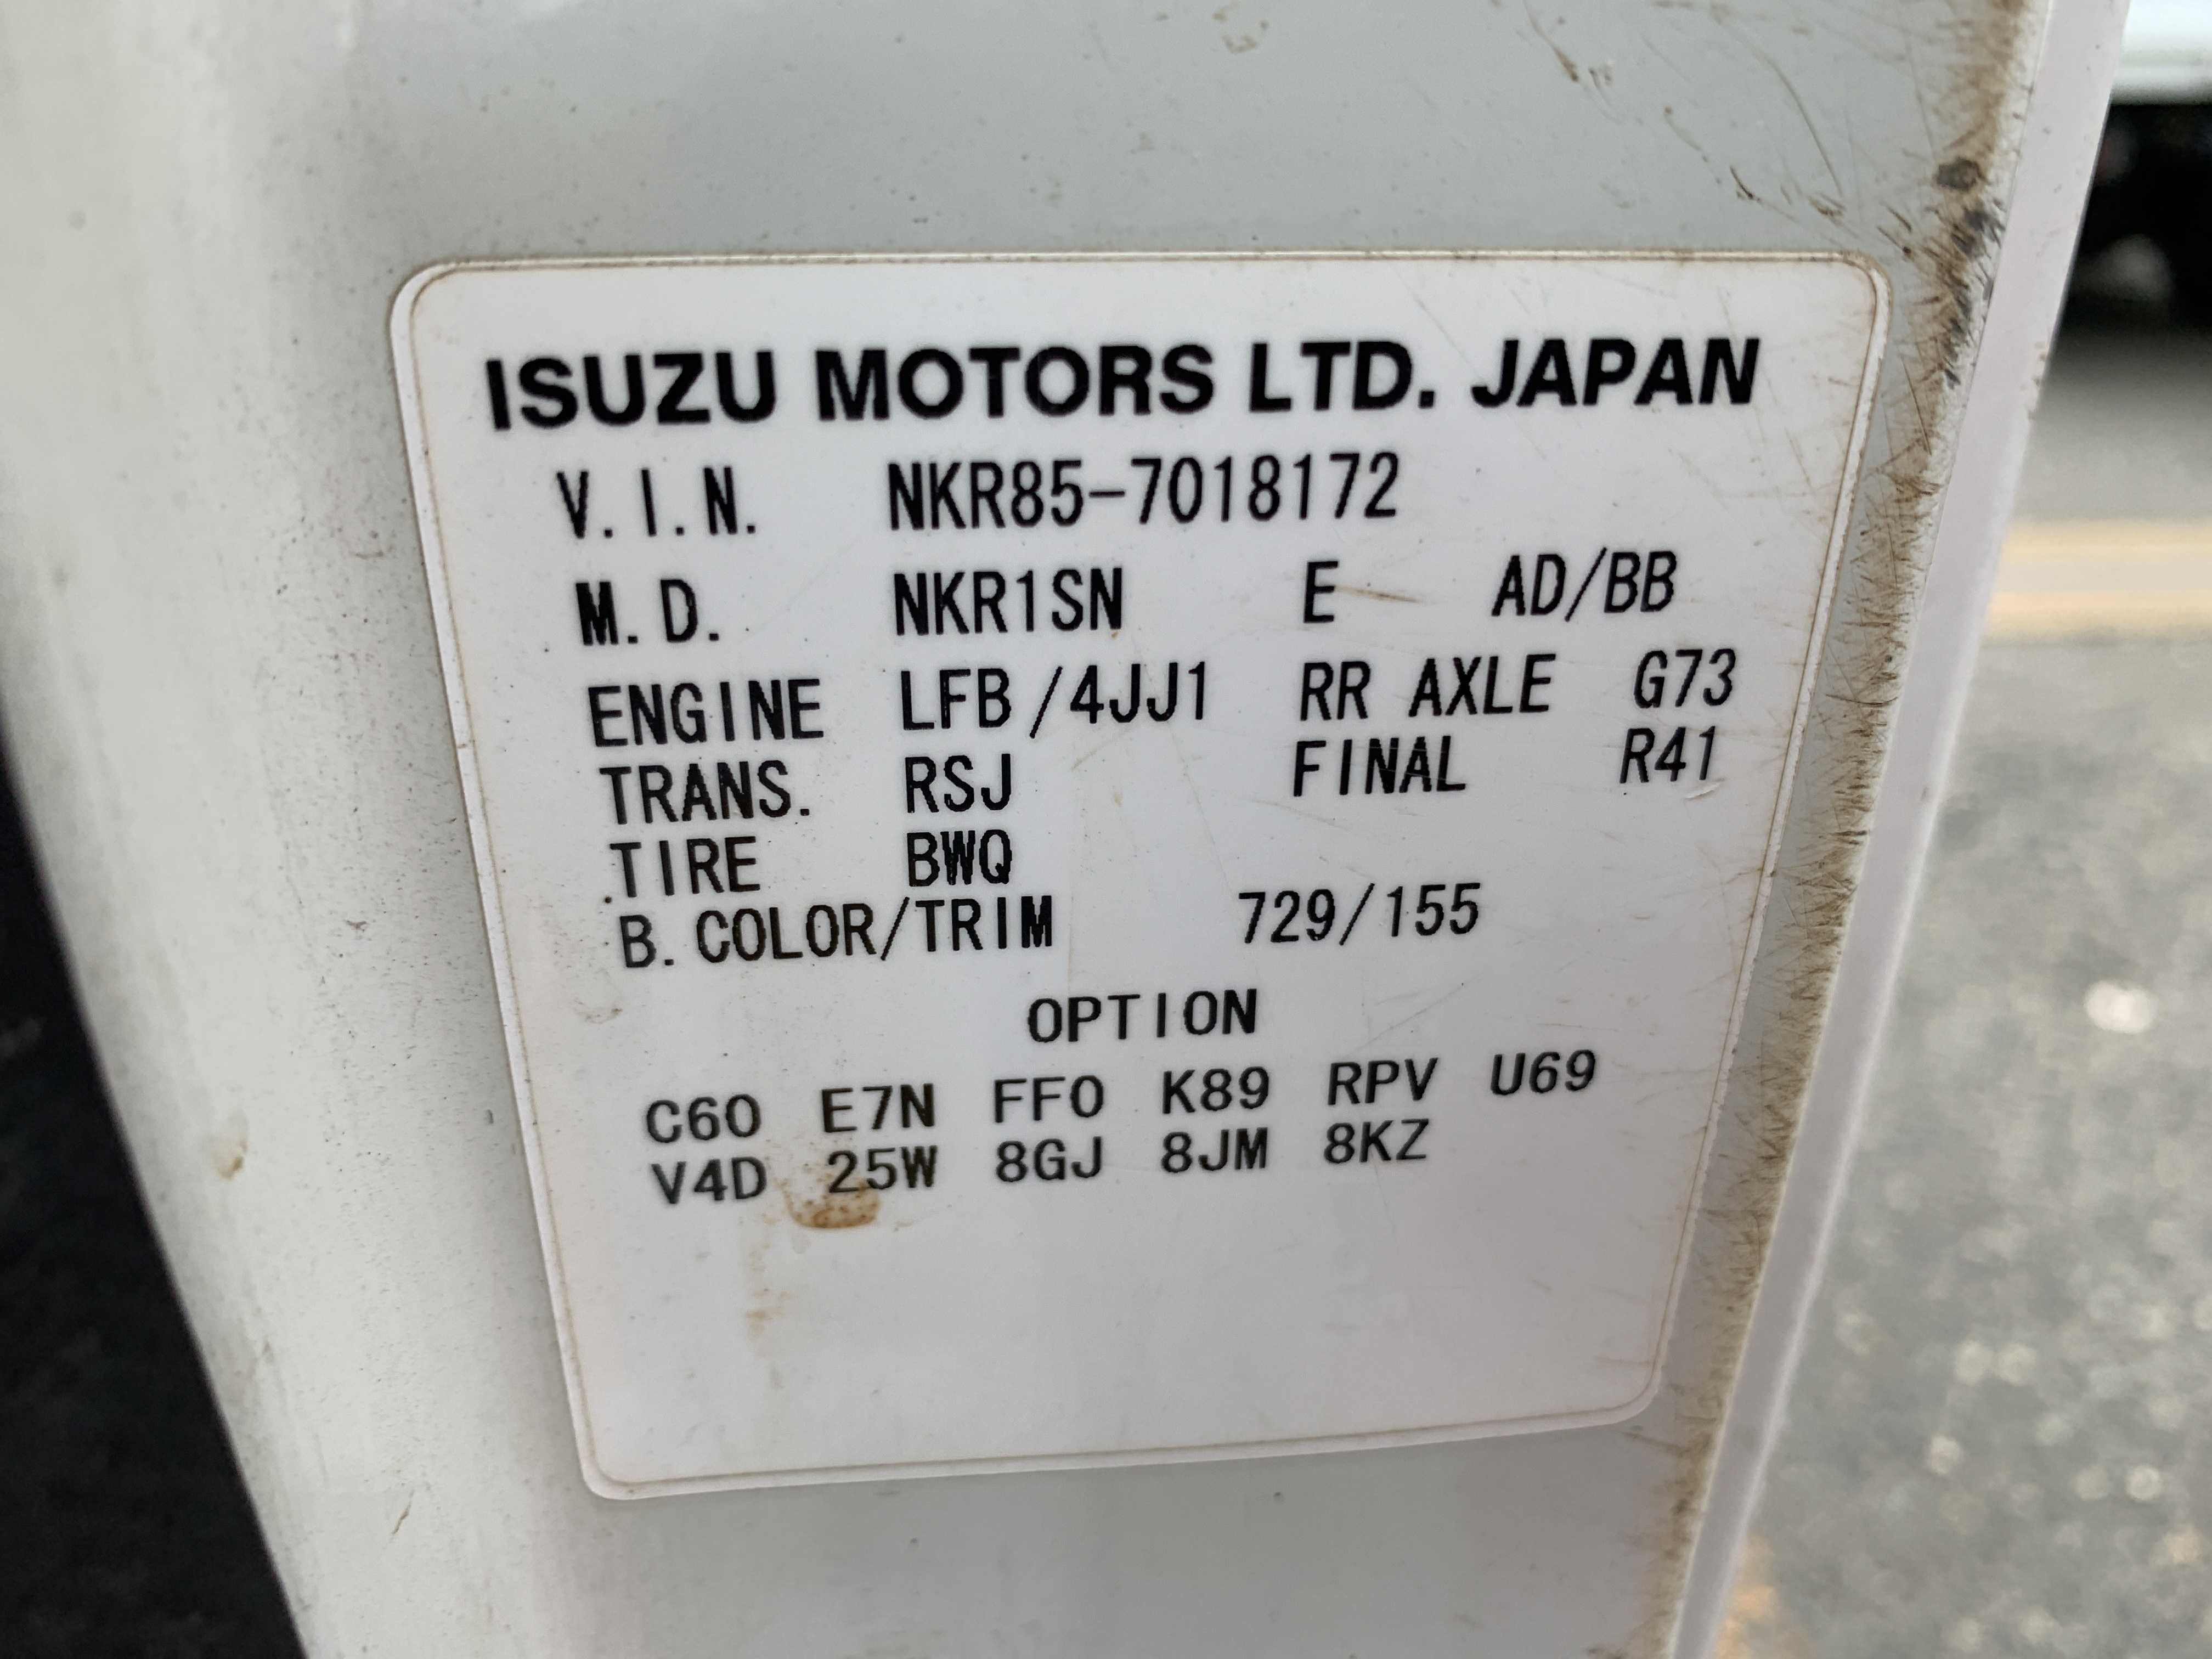 ISUZU MOTORS LTD. JAPAN
V.I.N. NKR85-7018172
M.D. NKR1SN E AD/BB
ENGINE LFB/4JJ1 RR AXLE G73
TRANS. RSJ FINAL R41
TIRE BWQ
B.COLOR/TRIM 729/155
OPTION
C60 E7N FF0 K89 RPV U69
V4D 25W 8GJ 8JM 8KZ